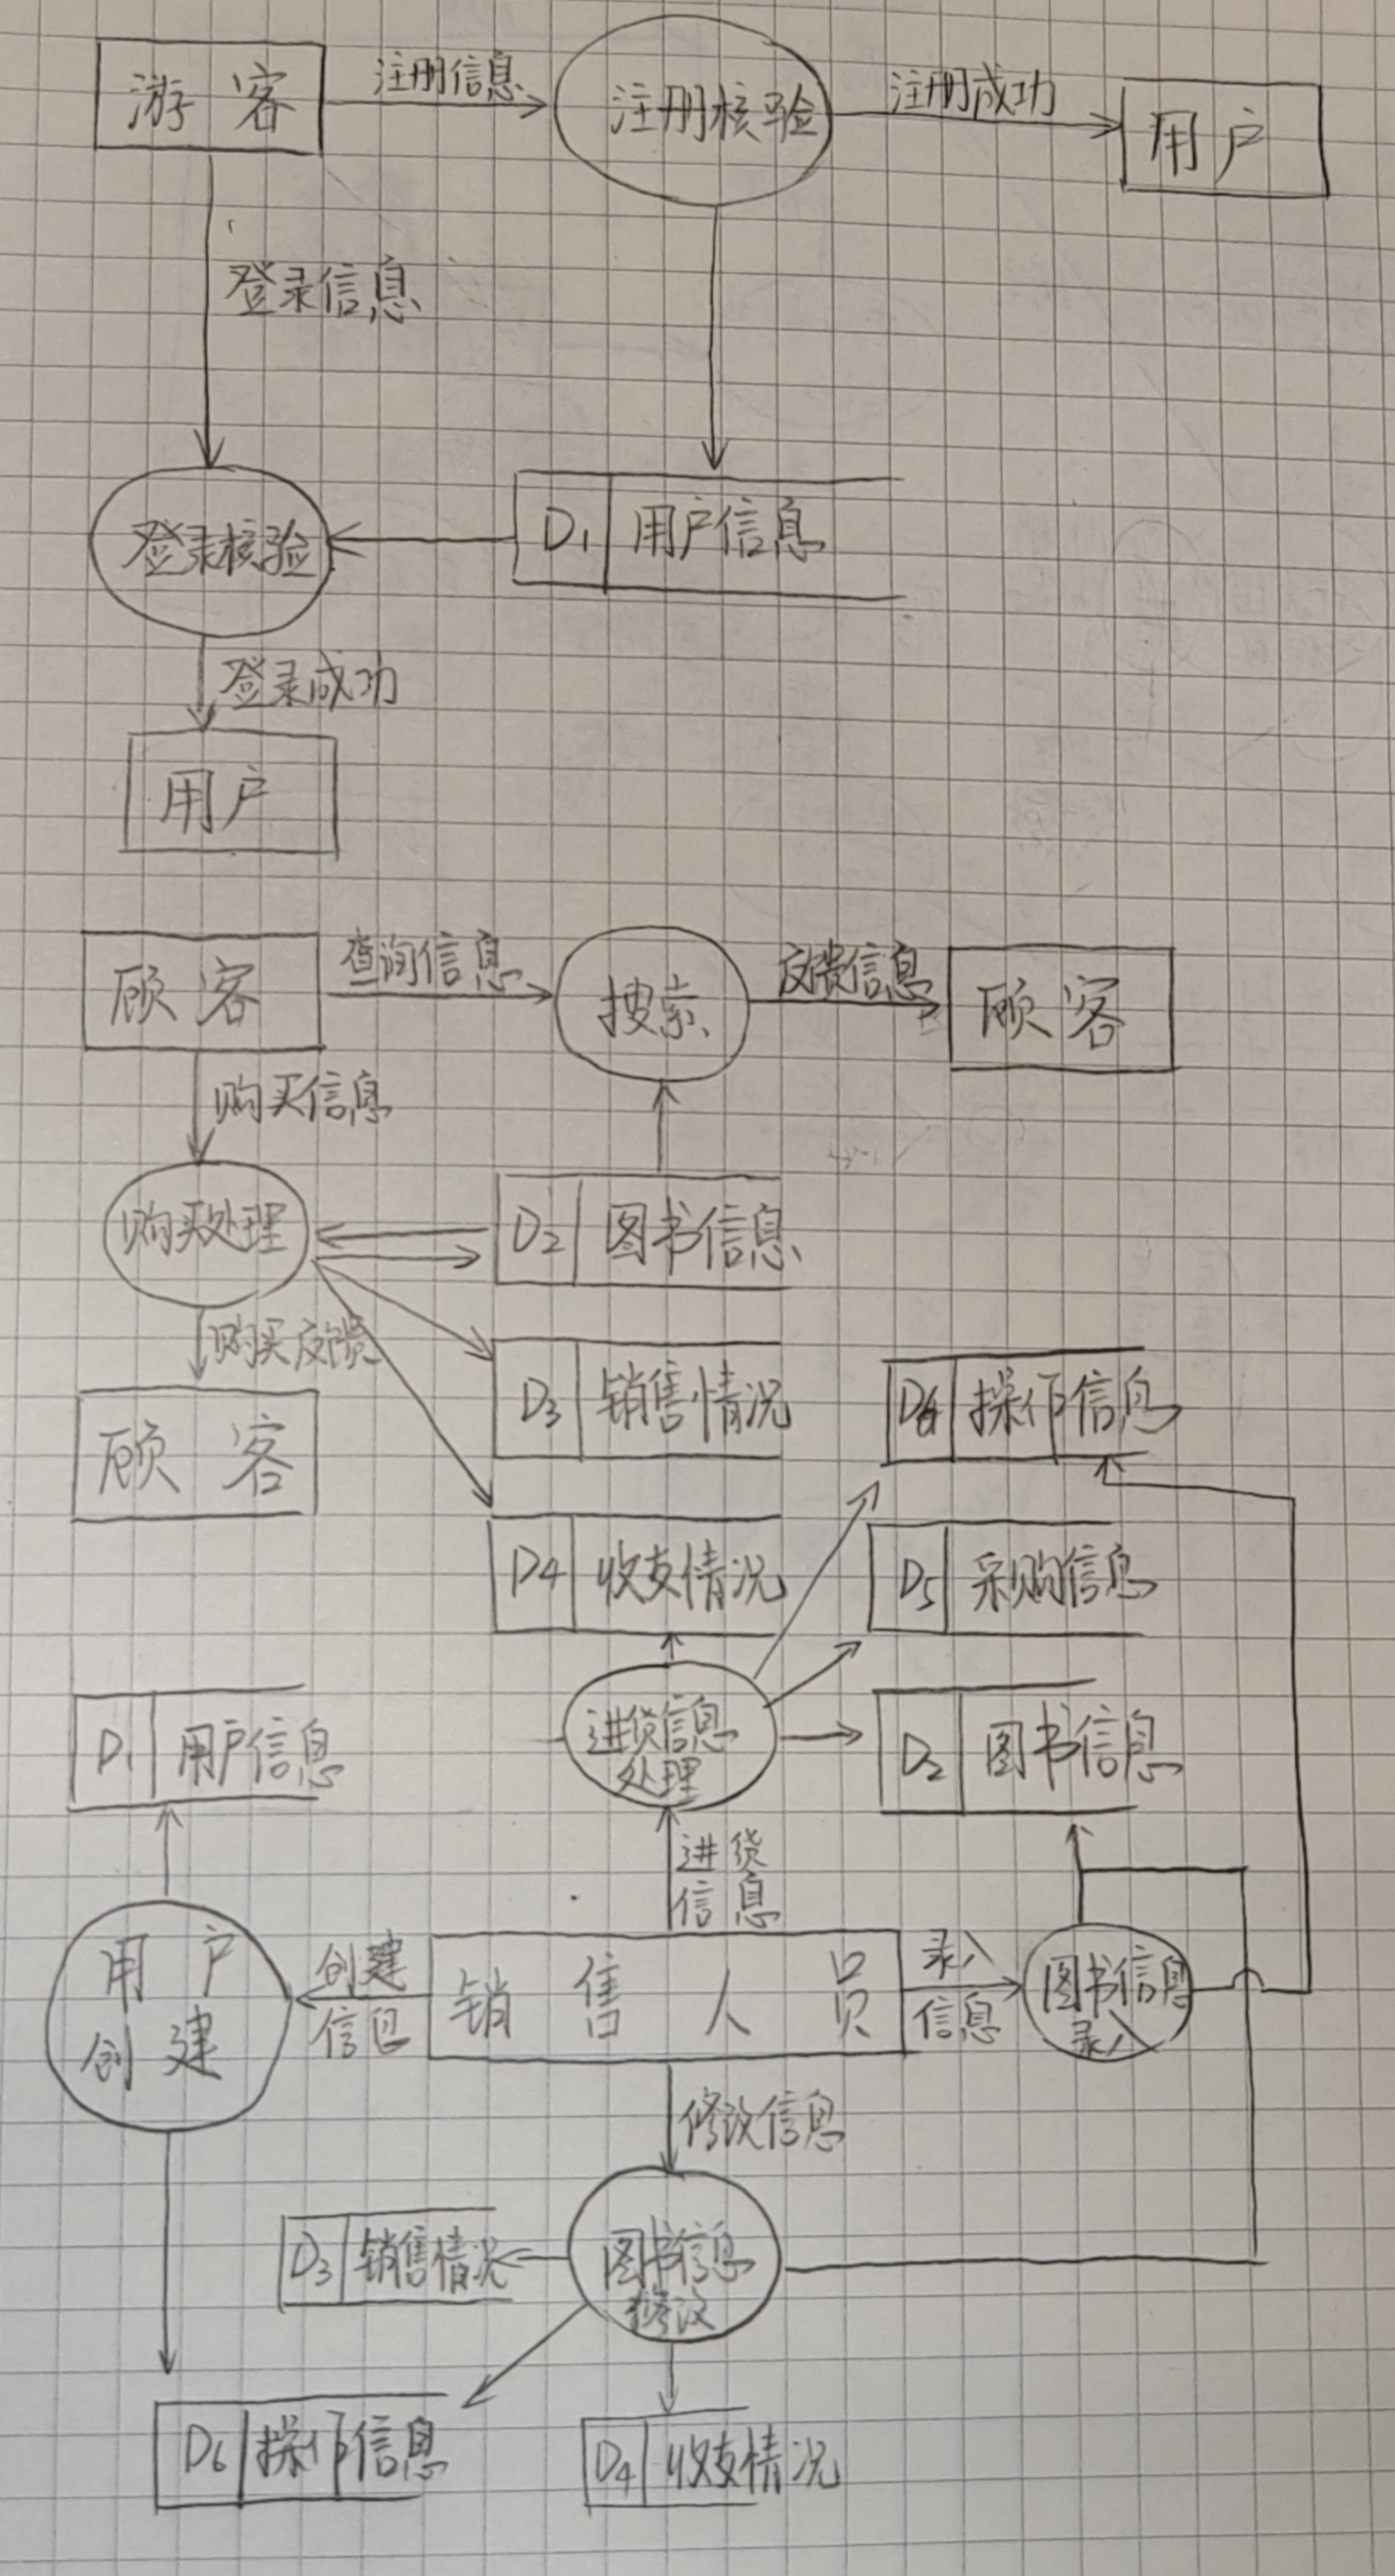 游客
注册信息
注册核验
注册成功
用户
登录信息
登录核验
D1 用户信息
登录成功
用户
顾客
查询信息
搜索
反馈信息
顾客
购买信息
购买处理
D2 图书信息
购买反馈
D3 销售情况
D6 操作信息
顾客
D4 收支情况
D5 采购信息
D1 用户信息
进货信息
处理
D2 图书信息
进货
信息
用户
创建
创建
信息
销售人员
录入
信息
图书信息
录入
修改信息
D3 销售情况
图书信息
修改
D6 操作信息
D4 收支情况